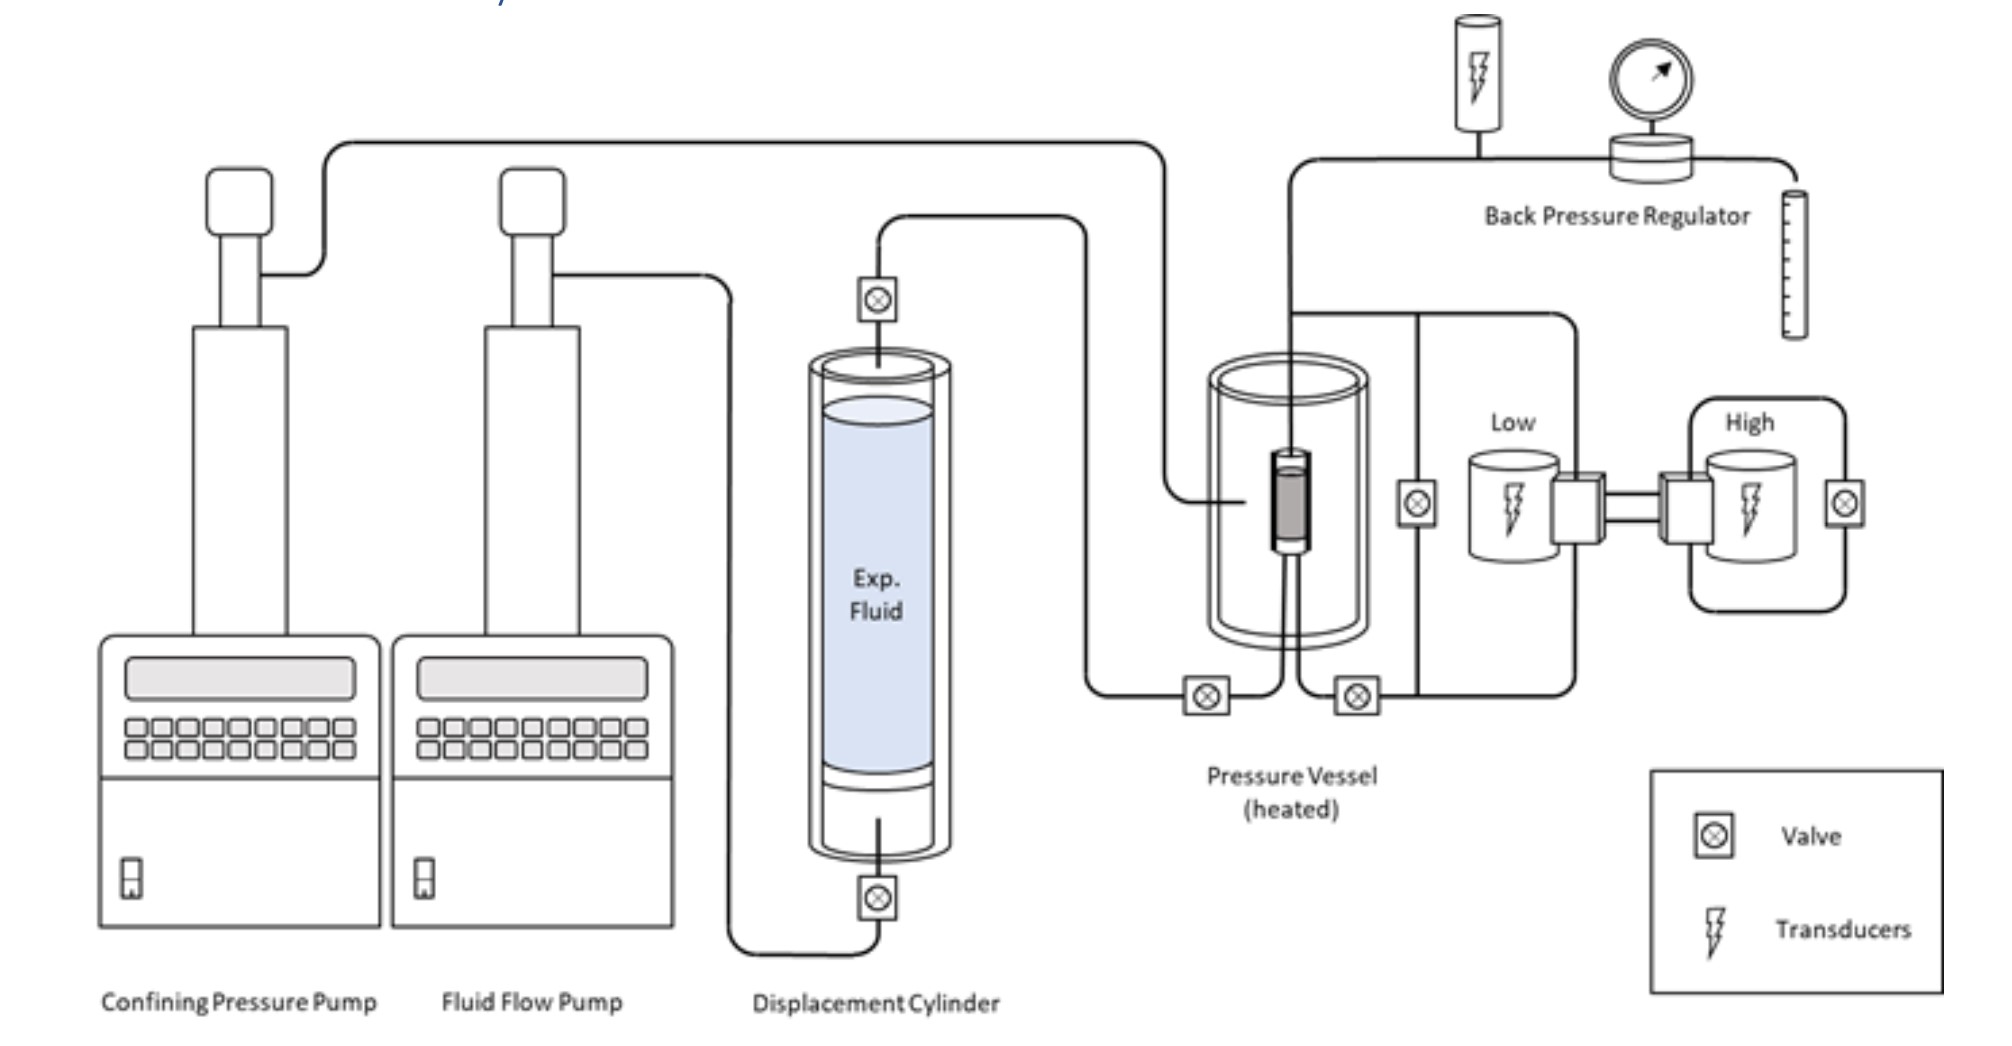 Back Pressure Regulator
Low
High
Exp.
Fluid
Pressure Vessel
(heated)
Valve
Transducers
Confining Pressure Pump
Fluid Flow Pump
Displacement Cylinder